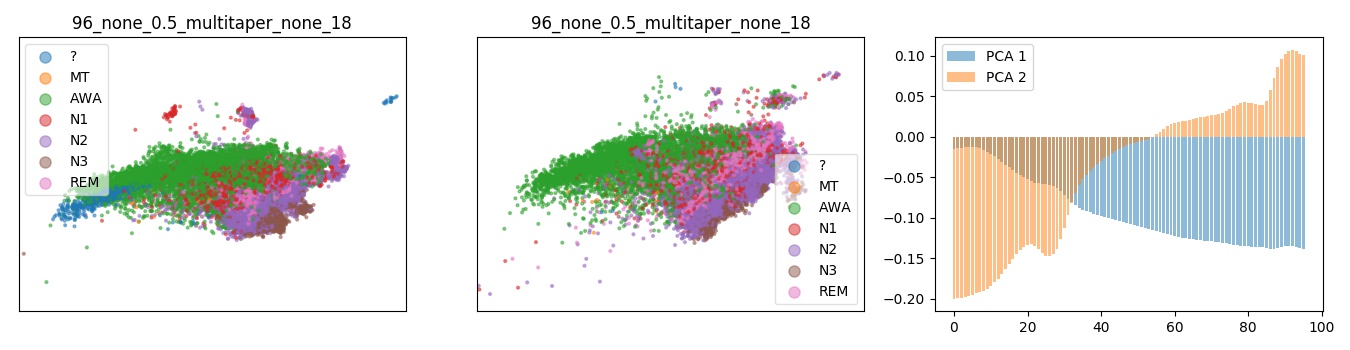 96_none_0.5_multitaper_none_18
?
MT
AWA
N1
N2
N3
REM
96_none_0.5_multitaper_none_18
?
MT
AWA
N1
N2
N3
REM
PCA 1
PCA 2
0.10
0.05
0.00
−0.05
−0.10
−0.15
−0.20
0 20 40 60 80 100